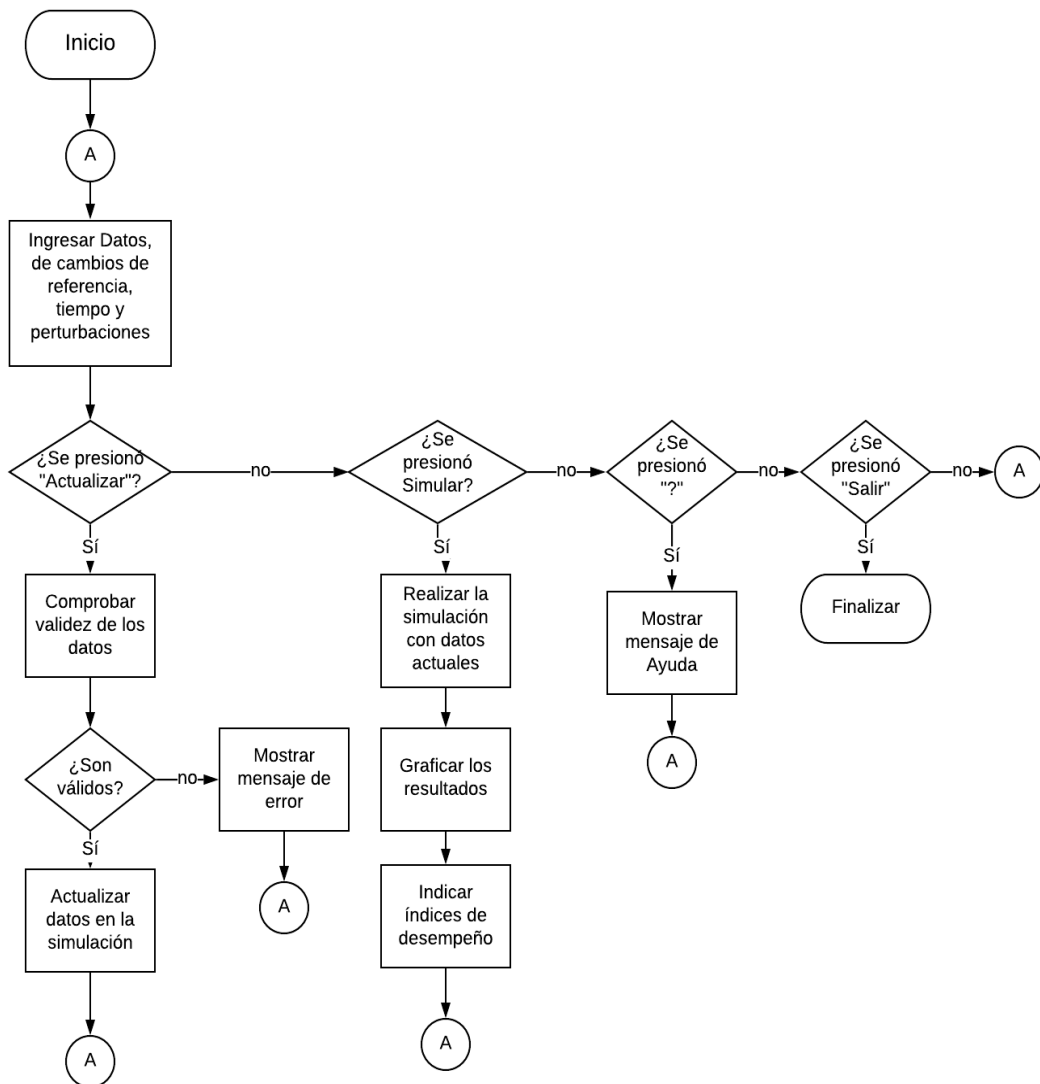 Inicio
A
Ingresar Datos,
de cambios de
referencia,
tiempo y
perturbaciones
¿Se presionó
"Actualizar"?
no
¿Se
presionó
Simular?
no
¿Se
presionó
"?"
no
¿Se
presionó
"Salir"
no
A
Sí
Comprobar
validez de los
datos
¿Son
válidos?
no
Mostrar
mensaje de
error
A
Sí
Actualizar
datos en la
simulación
A
Sí
Realizar la
simulación
con datos
actuales
Graficar los
resultados
Indicar
índices de
desempeño
A
Sí
Mostrar
mensaje de
Ayuda
A
Sí
Finalizar